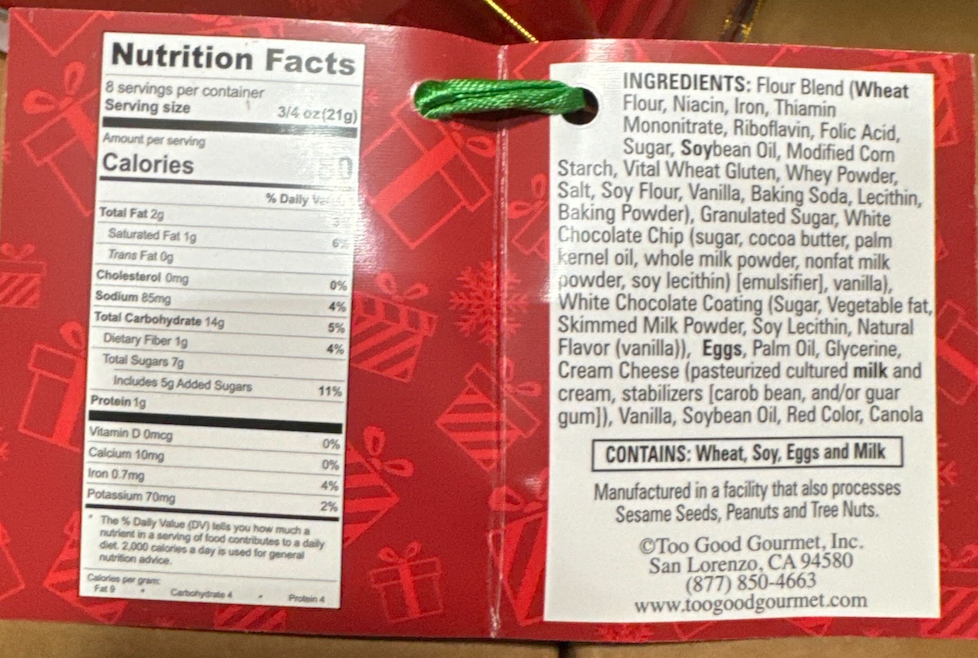 Nutrition Facts
8 servings per container
Serving size 3/4 oz(21g)
Amount per serving
Calories
% Daily
Total Fat 2g
Saturated Fat 1g 6%
Trans Fat 0g
Cholesterol 0mg 0%
Sodium 85mg 4%
Total Carbohydrate 14g 5%
Dietary Fiber 1g 4%
Total Sugars 7g
Includes 5g Added Sugars 11%
Protein 1g
Vitamin D 0mcg 0%
Calcium 10mg 0%
Iron 0.7mg 4%
Potassium 70mg 2%
* The % Daily Value (DV) tells you how much a
nutrient in a serving of food contributes to a daily
diet. 2,000 calories a day is used for general
nutrition advice.
Calories per gram:
Fat 9 • Carbohydrate 4 • Protein 4
INGREDIENTS: Flour Blend (Wheat
Flour, Niacin, Iron, Thiamin
Mononitrate, Riboflavin, Folic Acid,
Sugar, Soybean Oil, Modified Corn
Starch, Vital Wheat Gluten, Whey Powder,
Salt, Soy Flour, Vanilla, Baking Soda, Lecithin,
Baking Powder), Granulated Sugar, White
Chocolate Chip (sugar, cocoa butter, palm
kernel oil, whole milk powder, nonfat milk
powder, soy lecithin) [emulsifier], vanilla),
White Chocolate Coating (Sugar, Vegetable fat,
Skimmed Milk Powder, Soy Lecithin, Natural
Flavor (vanilla)), Eggs, Palm Oil, Glycerine,
Cream Cheese (pasteurized cultured milk and
cream, stabilizers [carob bean, and/or guar
gum]), Vanilla, Soybean Oil, Red Color, Canola
CONTAINS: Wheat, Soy, Eggs and Milk
Manufactured in a facility that also processes
Sesame Seeds, Peanuts and Tree Nuts.
©Too Good Gourmet, Inc.
San Lorenzo, CA 94580
(877) 850-4663
www.toogoodgourmet.com